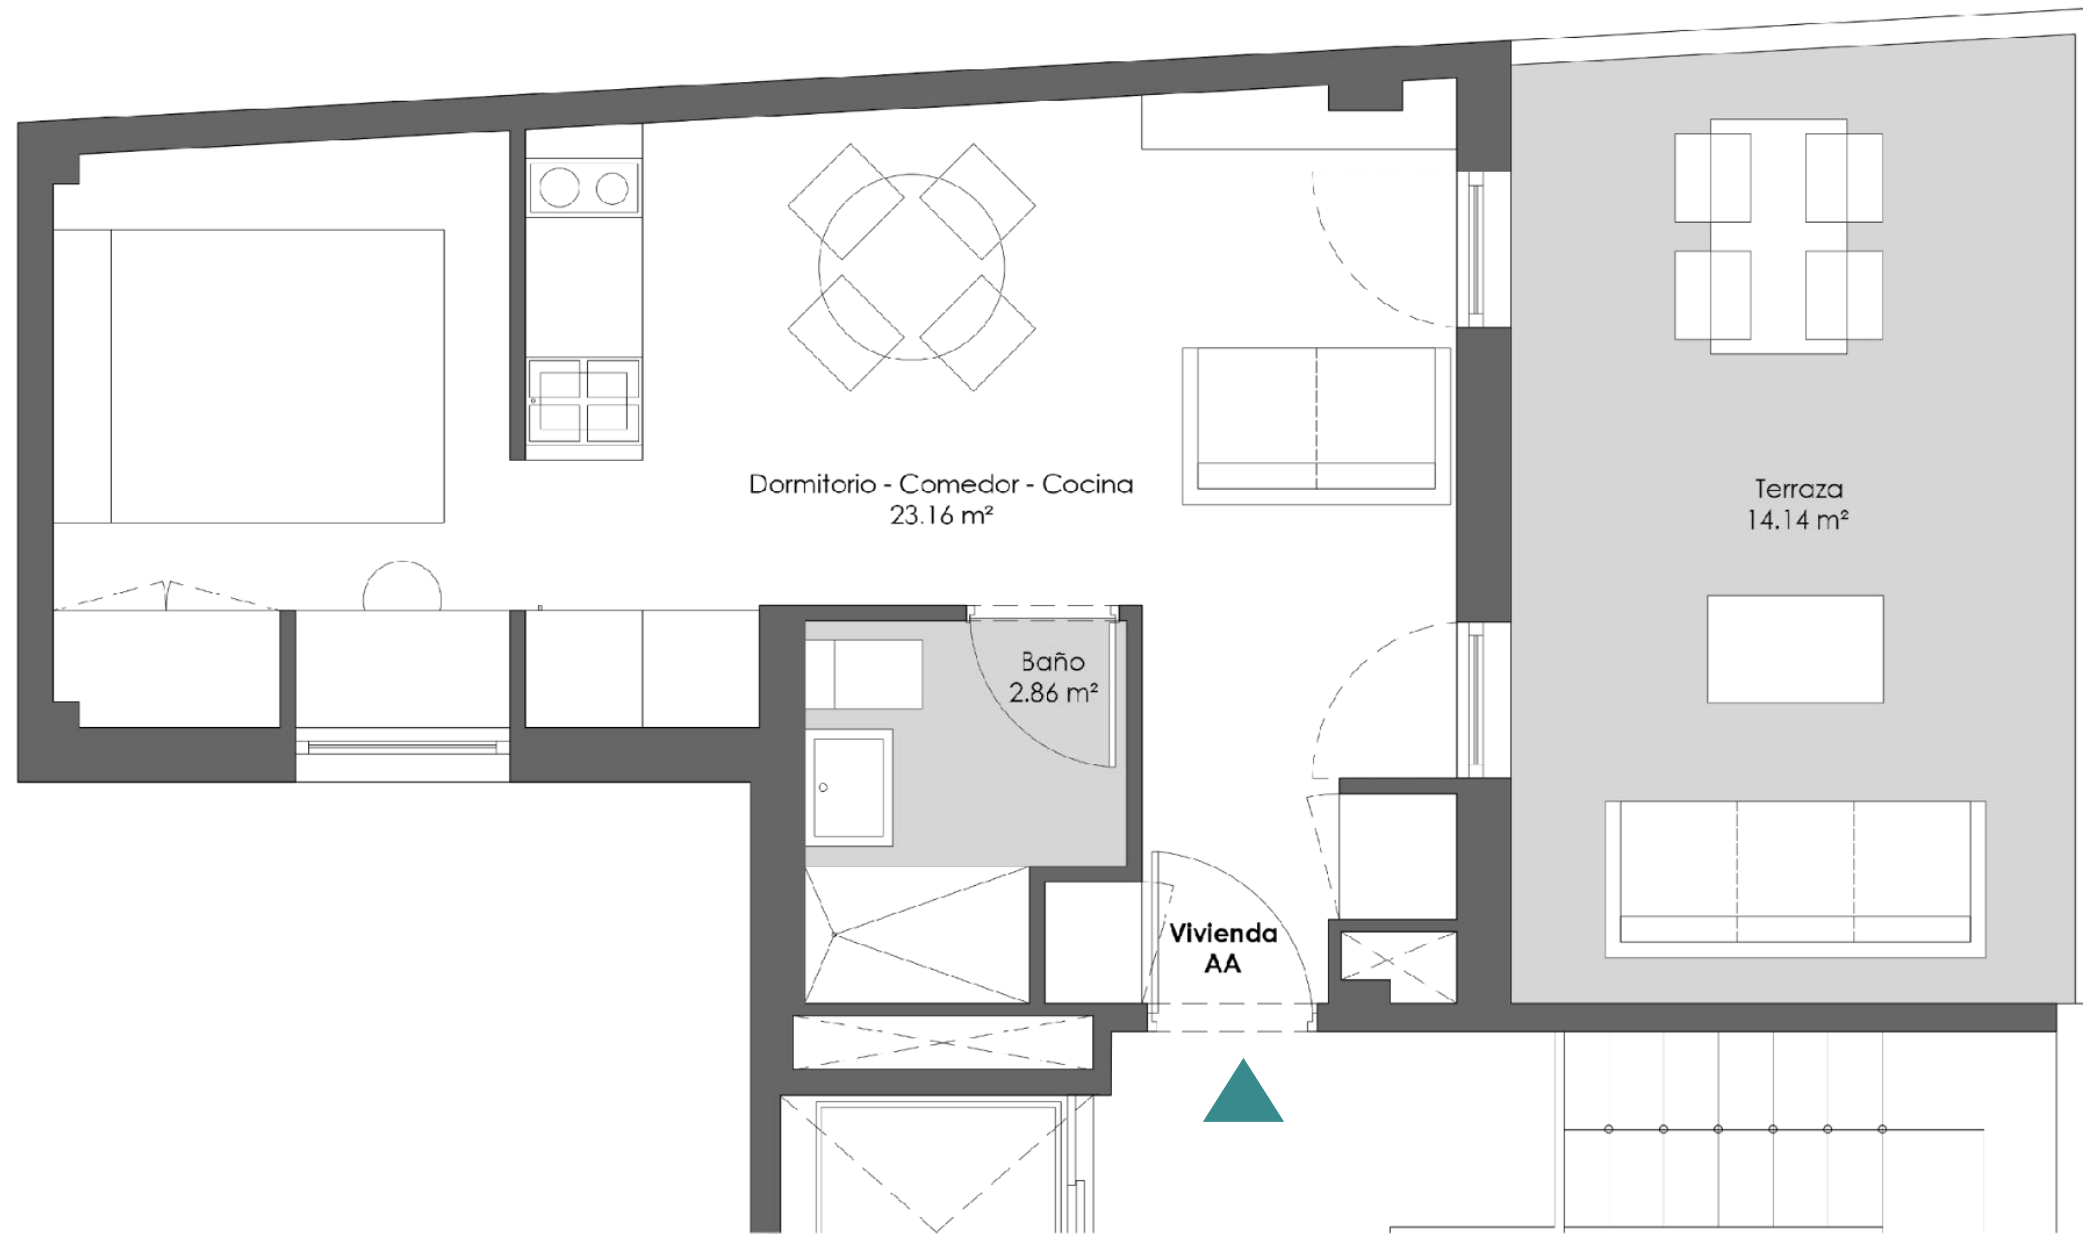 Dormitorio - Comedor - Cocina
23.16 m²
Terraza
14.14 m²
Baño
2.86 m²
Vivienda
AA